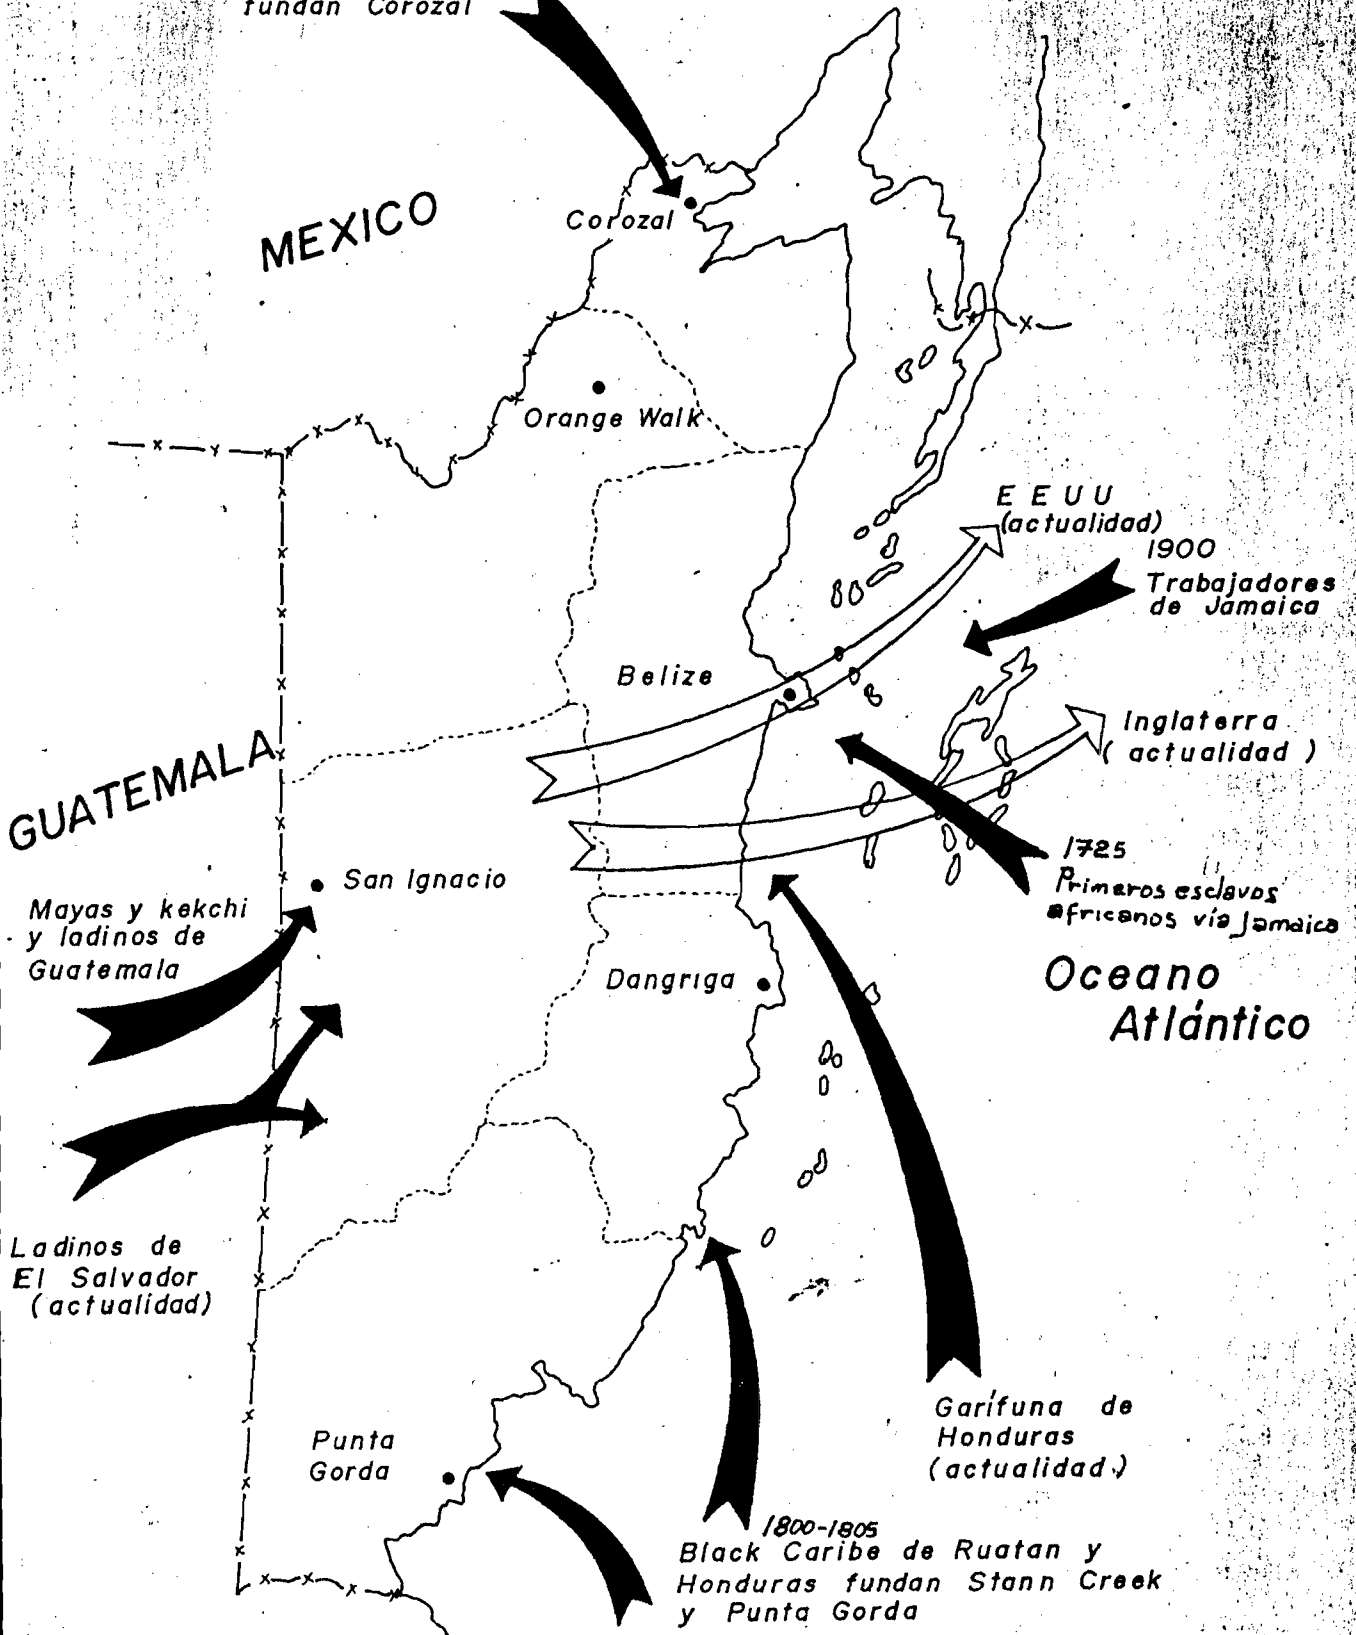 fundan Corozal
MEXICO
Corozal
Orange Walk
E E U U
(actualidad)
1900
Trabajadores
de Jamaica
Belize
Inglaterra
(actualidad)
GUATEMALA
1725
Primeros esclavos
africanos vía Jamaica
San Ignacio
Mayas y kekchi
y ladinos de
Guatemala
Dangriga
Oceano
Atlántico
Ladinos de
El Salvador
(actualidad)
Garífuna de
Honduras
(actualidad)
Punta
Gorda
1800-1805
Black Caribe de Ruatan y
Honduras fundan Stann Creek
y Punta Gorda